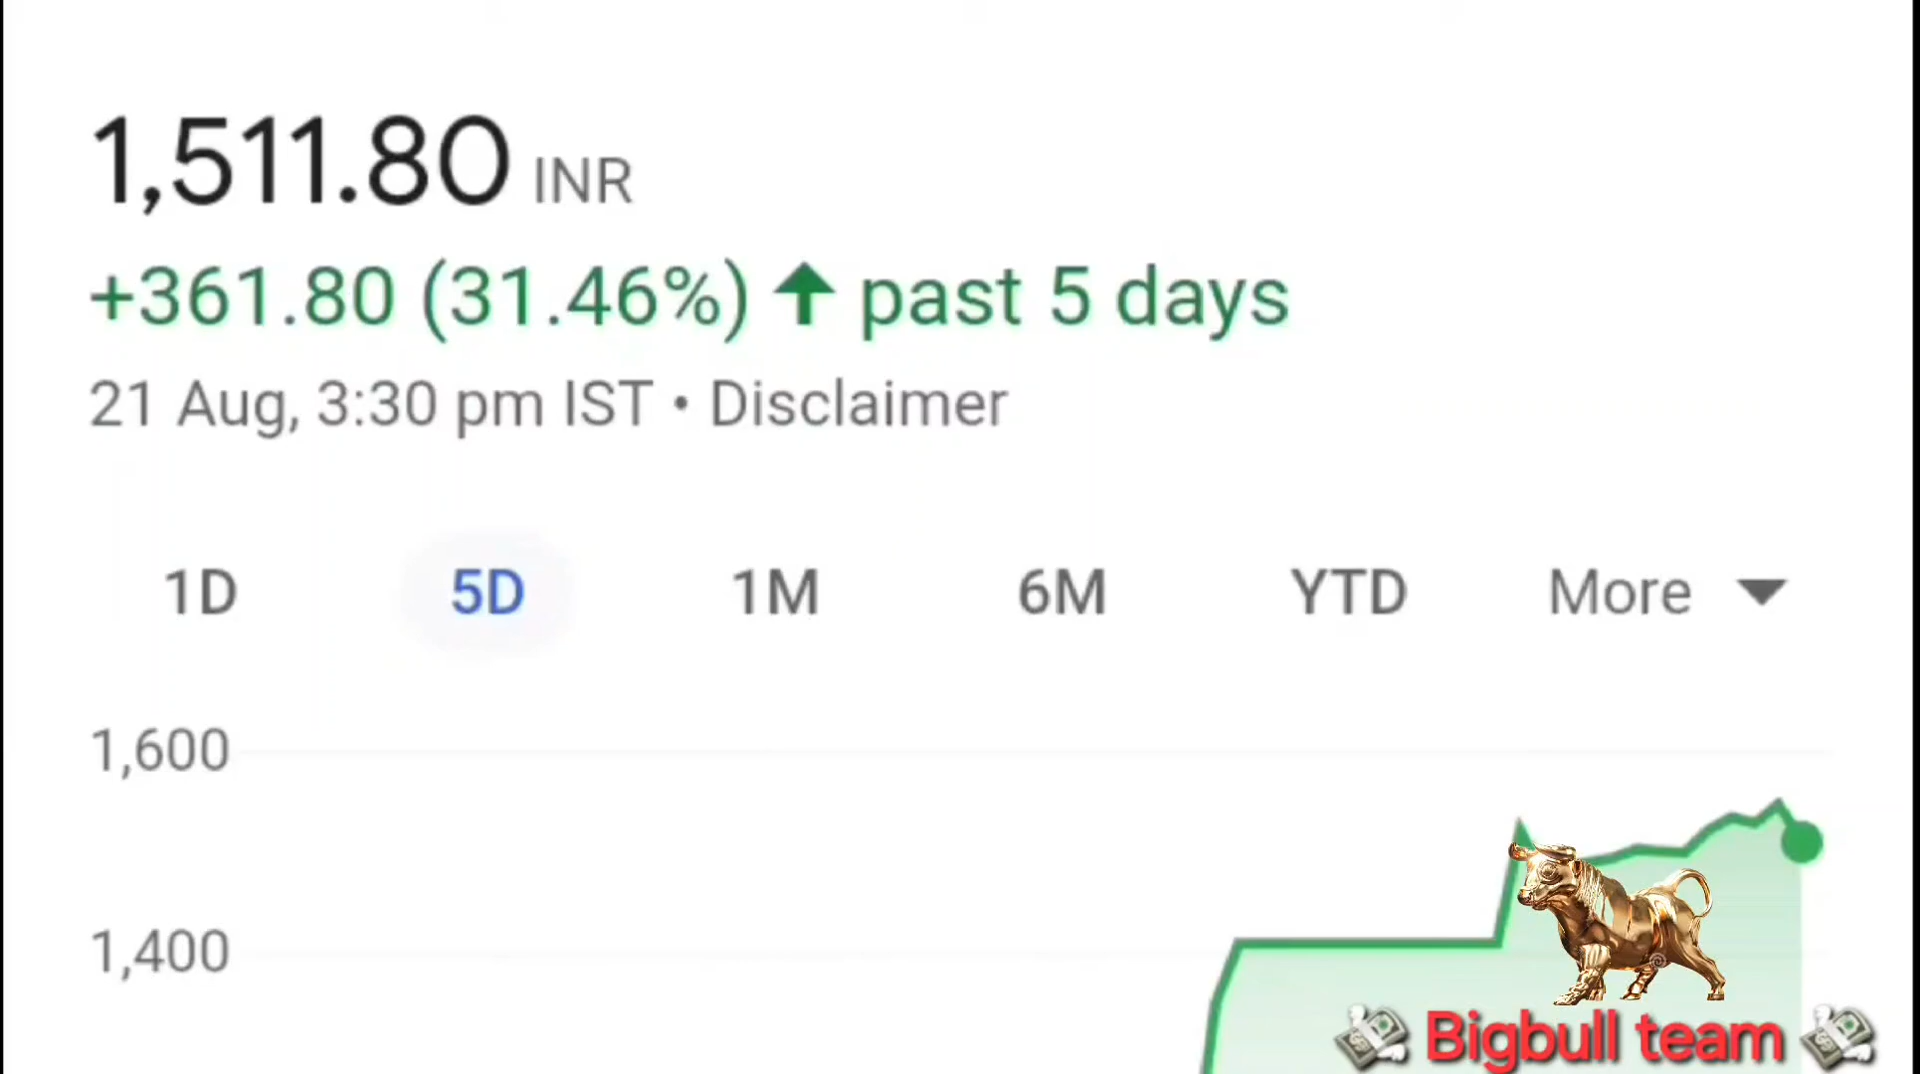 1,511.80 INR
+361.80 (31.46%) ↑ past 5 days
21 Aug, 3:30 pm IST • Disclaimer
1D 5D 1M 6M YTD More
1,600
1,400
Bigbull team